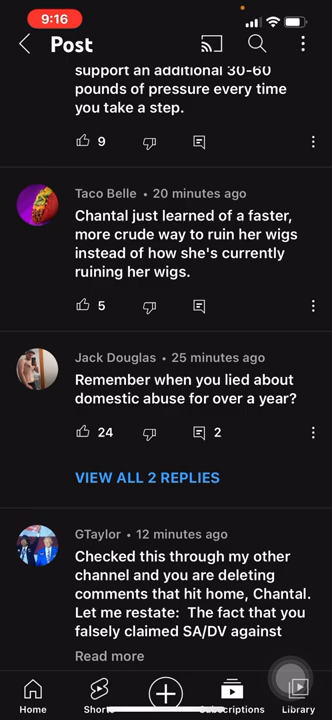 9:16
Post
support an additional 30-60
pounds of pressure every time
you take a step.
9
Taco Belle • 20 minutes ago
Chantal just learned of a faster,
more crude way to ruin her wigs
instead of how she's currently
ruining her wigs.
5
Jack Douglas • 25 minutes ago
Remember when you lied about
domestic abuse for over a year?
24 2
VIEW ALL 2 REPLIES
GTaylor • 12 minutes ago
Checked this through my other
channel and you are deleting
comments that hit home, Chantal.
Let me restate: The fact that you
falsely claimed SA/DV against
Read more
Home Shorts Subscriptions Library